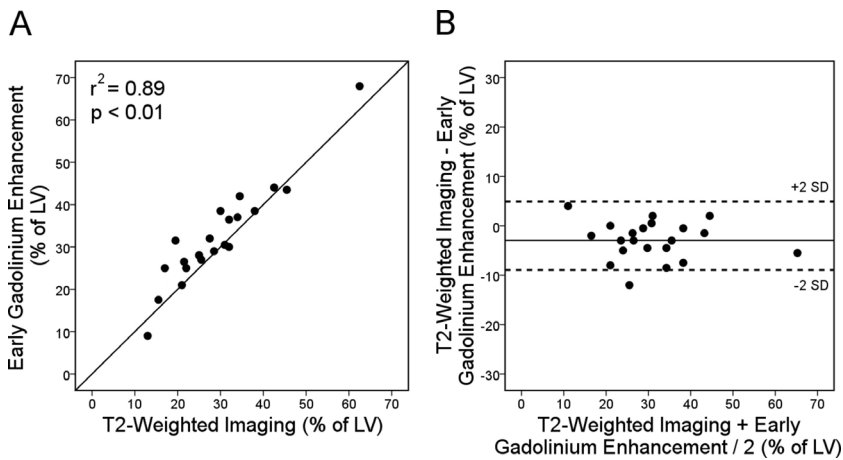 A
B
r² = 0.89
p < 0.01
Early Gadolinium Enhancement
(% of LV)
70
60
50
40
30
20
10
0
0 10 20 30 40 50 60 70
T2-Weighted Imaging (% of LV)
T2-Weighted Imaging - Early
Gadolinium Enhancement (% of LV)
30
20
10
0
-10
-20
-30
+2 SD
-2 SD
0 10 20 30 40 50 60 70
T2-Weighted Imaging + Early
Gadolinium Enhancement / 2 (% of LV)